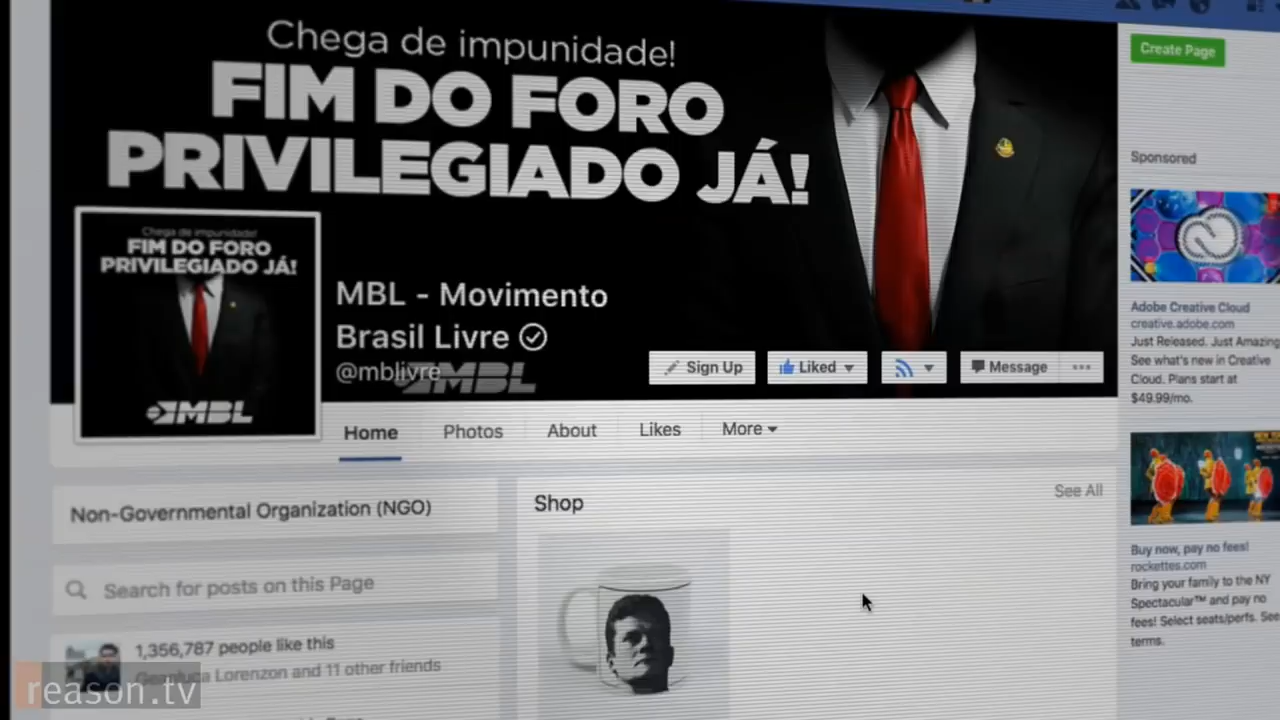 Chega de impunidade!
FIM DO FORO
PRIVILEGIADO JÁ!
Create Page
Sponsored
Chega de impunidade!
FIM DO FORO
PRIVILEGIADO JÁ!
MBL
MBL - Movimento
Brasil Livre
@mblivre
MBL
Sign Up
Liked
Message
Home
Photos
About
Likes
More
Adobe Creative Cloud
creative.adobe.com
Just Released. Just Amazing
See what's new in Creative
Cloud. Plans start at
$49.99/mo.
Non-Governmental Organization (NGO)
Search for posts on this Page
1,356,787 people like this
Lorenzon and 11 other friends
Shop
See All
Buy now, pay no fees!
rockettes.com
Bring your family to the NY
Spectacular™ and pay no
fees! Select seats/perfs. See
terms.
reason.tv